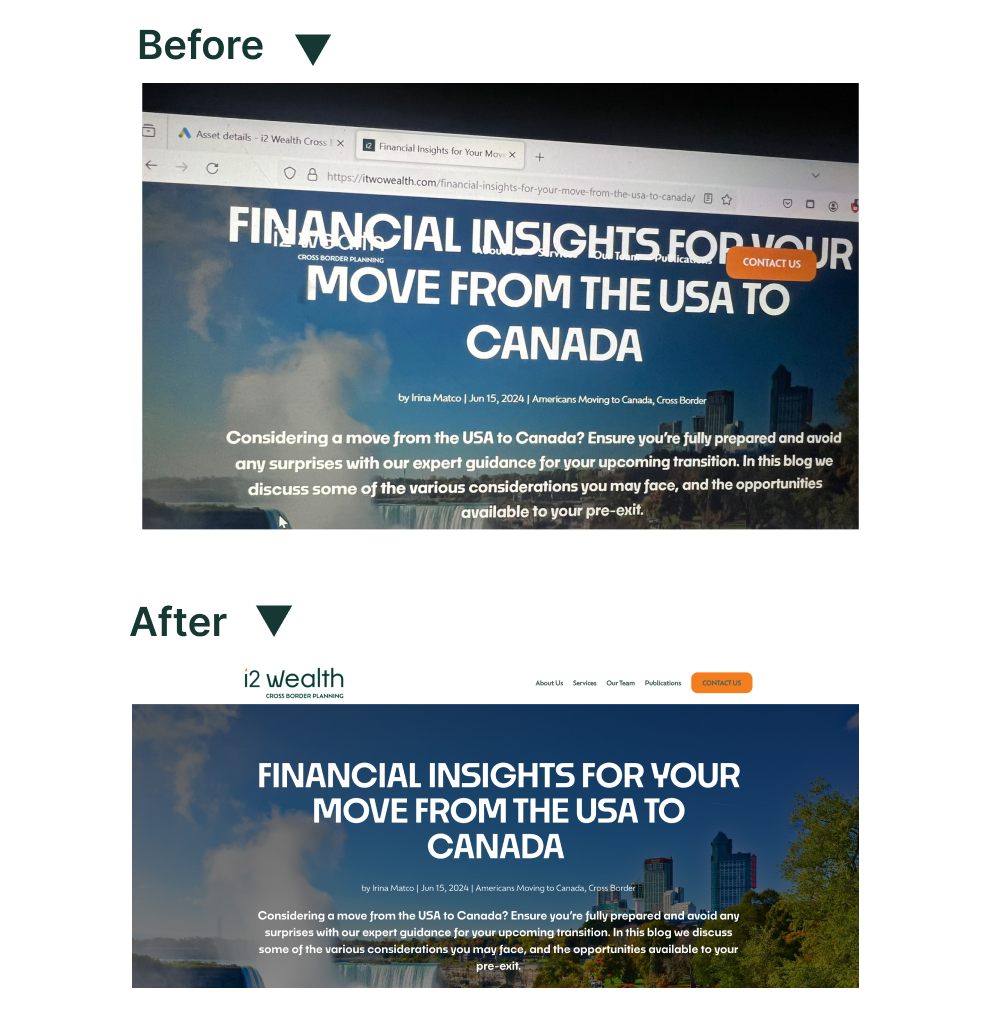 Before
Asset details - i2 Wealth Cross
Financial Insights for Your Mov
https://itwowealth.com/financial-insights-for-your-move-from-the-usa-to-canada/
FINANCIAL INSIGHTS FOR YOUR
i2 wealth
About Us Services Our Team Publications CONTACT US
CROSS BORDER PLANNING
MOVE FROM THE USA TO
CANADA
by Irina Matco | Jun 15, 2024 | Americans Moving to Canada, Cross Border
Considering a move from the USA to Canada? Ensure you're fully prepared and avoid
any surprises with our expert guidance for your upcoming transition. In this blog we
discuss some of the various considerations you may face, and the opportunities
available to your pre-exit.
After
i2 wealth
CROSS BORDER PLANNING
About Us Services Our Team Publications CONTACT US
FINANCIAL INSIGHTS FOR YOUR
MOVE FROM THE USA TO
CANADA
by Irina Matco | Jun 15, 2024 | Americans Moving to Canada, Cross Border
Considering a move from the USA to Canada? Ensure you're fully prepared and avoid any
surprises with our expert guidance for your upcoming transition. In this blog we discuss
some of the various considerations you may face, and the opportunities available to your
pre-exit.